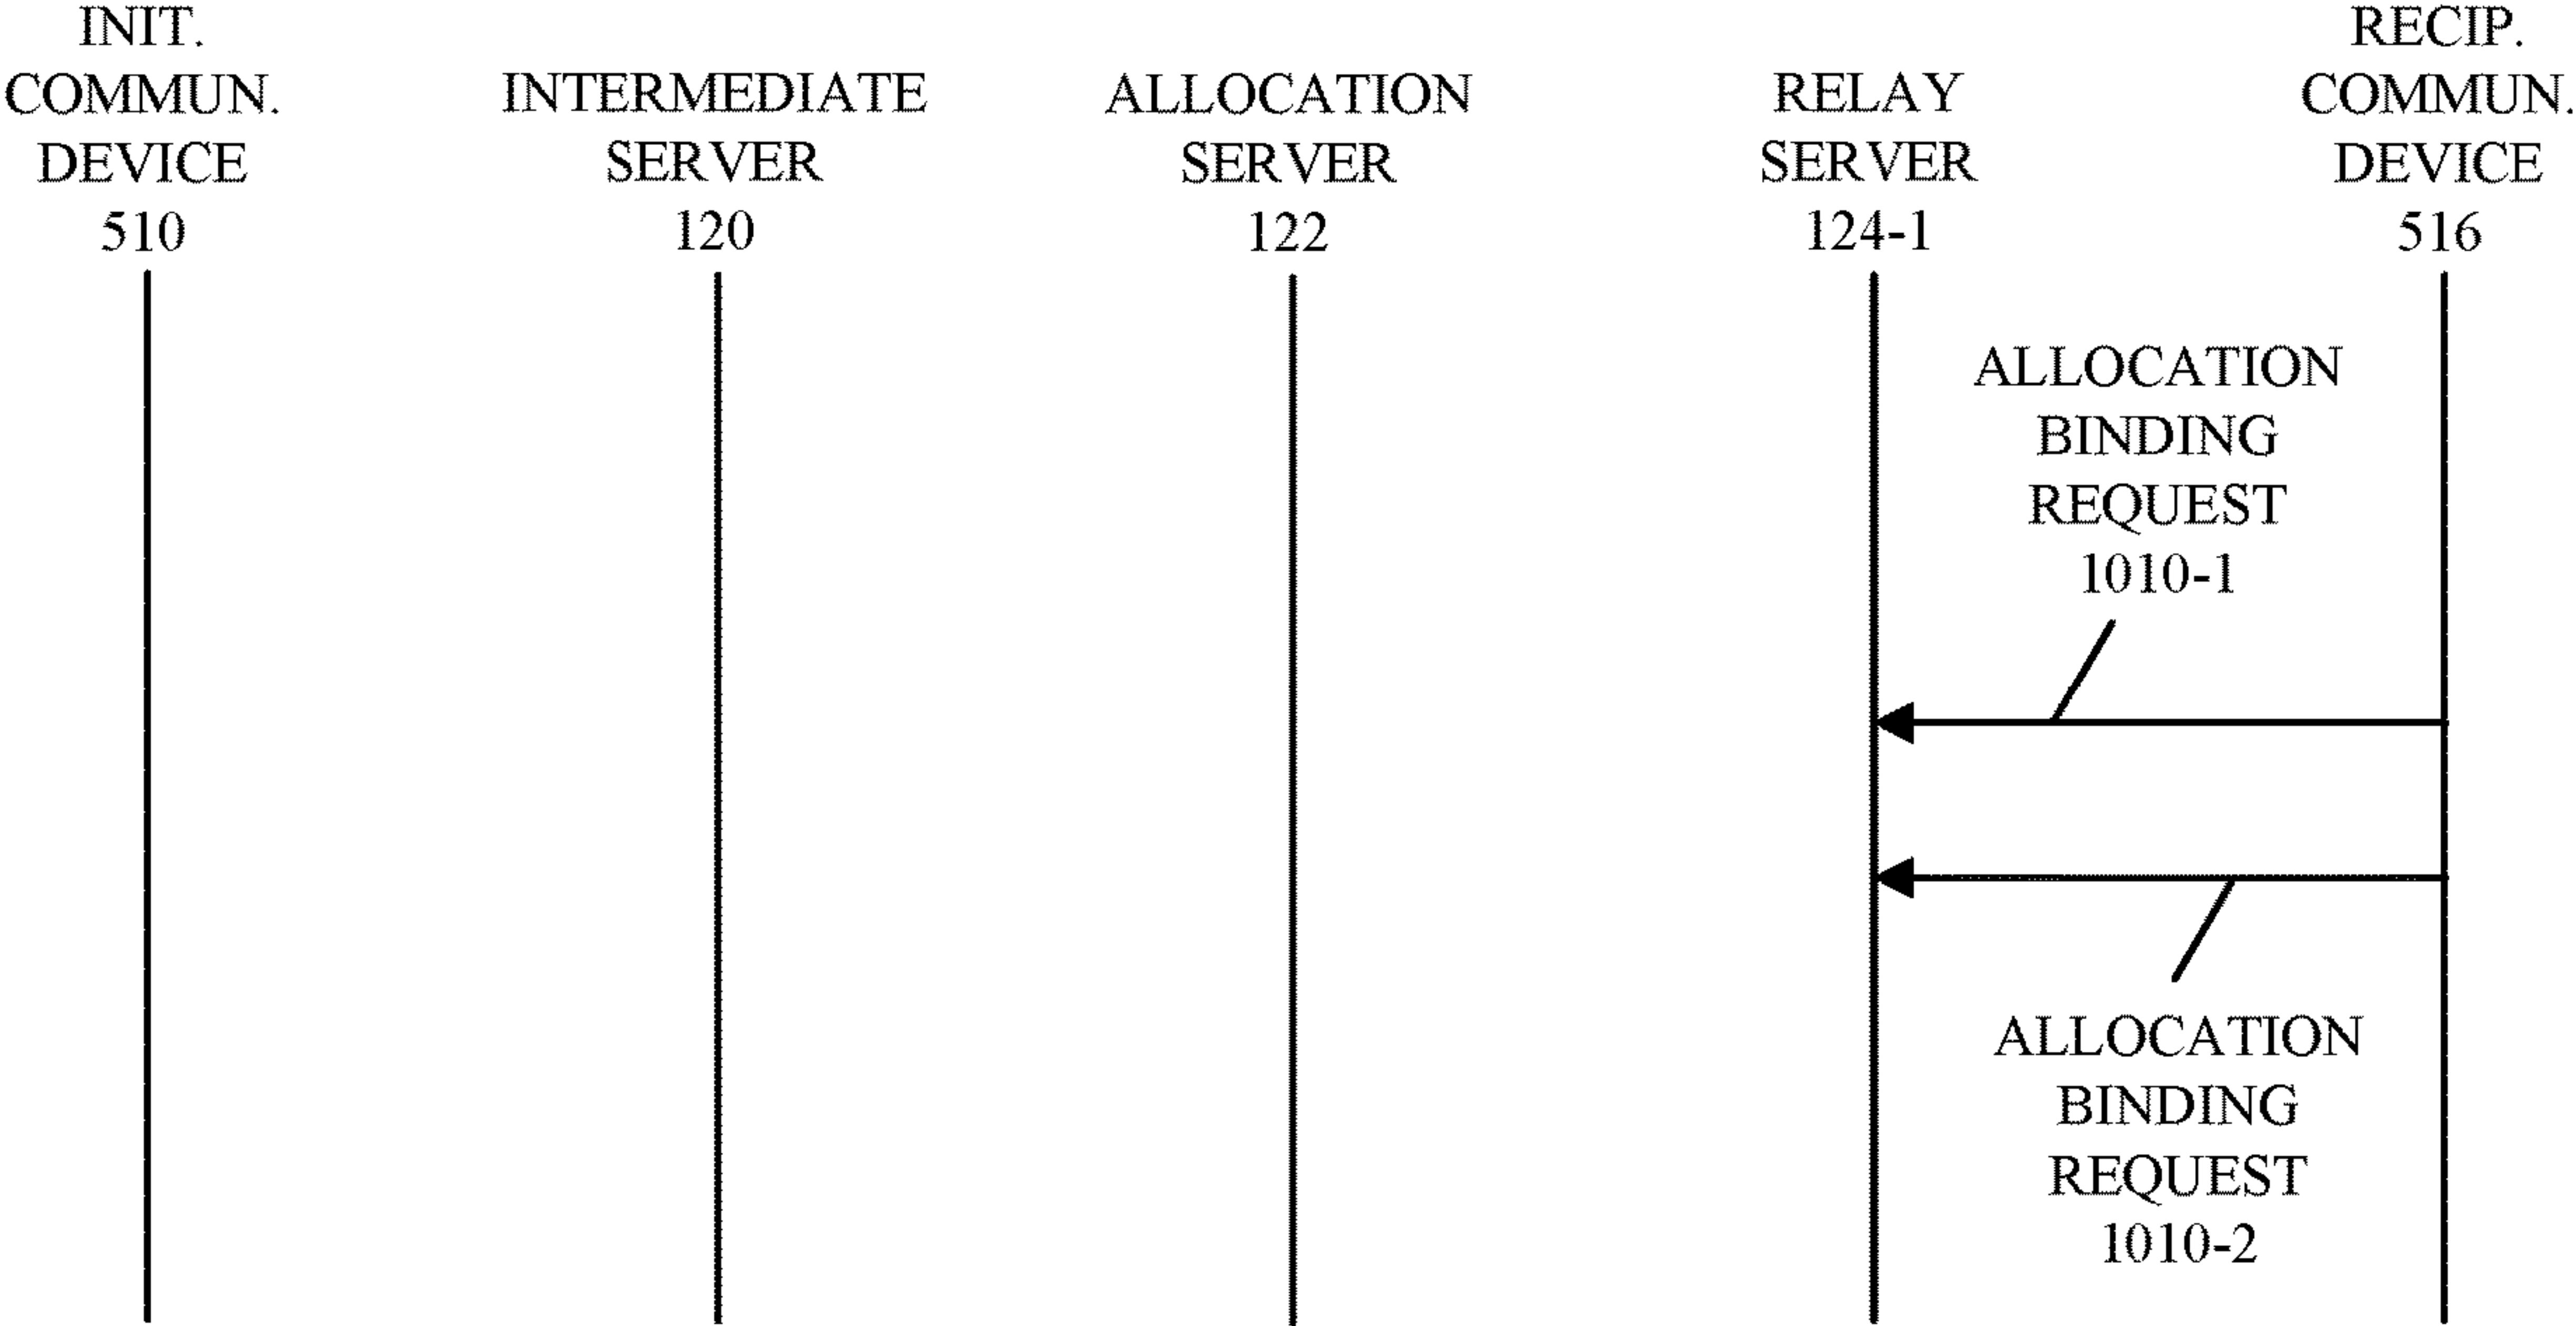 INIT.
COMMUN.
DEVICE
510
INTERMEDIATE
SERVER
120
ALLOCATION
SERVER
122
RELAY
SERVER
124-1
RECIP.
COMMUN.
DEVICE
516
ALLOCATION
BINDING
REQUEST
1010-1
ALLOCATION
BINDING
REQUEST
1010-2